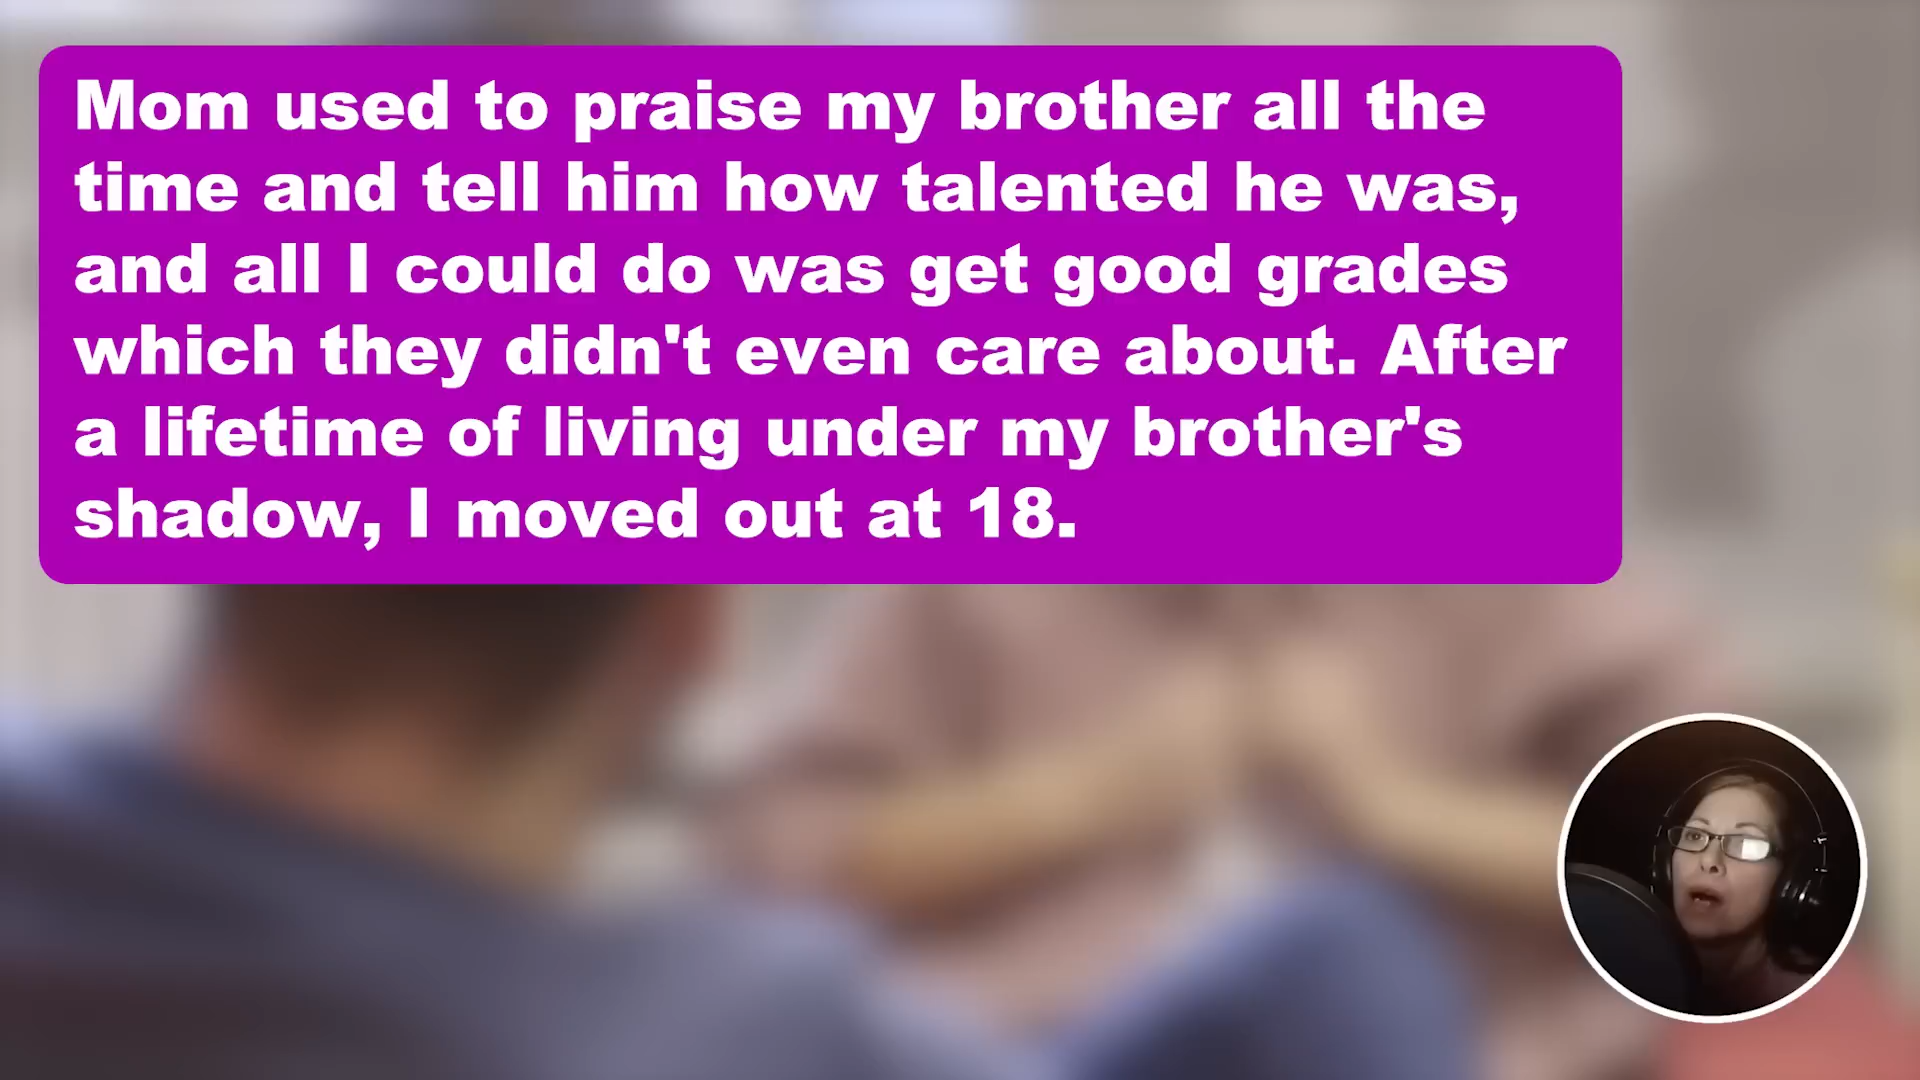 Mom used to praise my brother all the
time and tell him how talented he was,
and all I could do was get good grades
which they didn't even care about. After
a lifetime of living under my brother's
shadow, I moved out at 18.